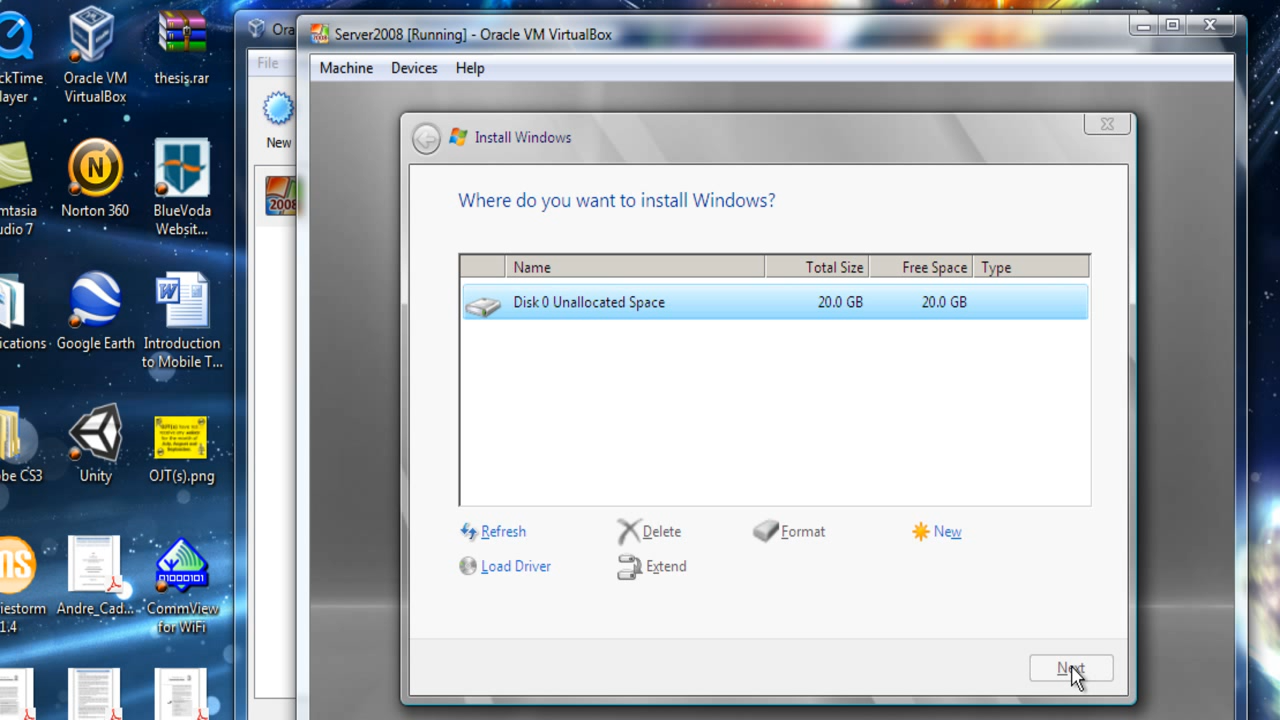 ckTime
layer
Oracle VM
VirtualBox
thesis.rar
mtasia
udio 7
Norton 360
BlueVoda
Websit...
ications
Google Earth
Introduction
to Mobile T...
be CS3
Unity
OJT(s).png
iestorm
1.4
Andre_Cad...
CommView
for WiFi
01000101
Ora
File
New
2008
Server2008 [Running] - Oracle VM VirtualBox
Machine Devices Help
Install Windows
Where do you want to install Windows?
Name Total Size Free Space Type
Disk 0 Unallocated Space 20.0 GB 20.0 GB
Refresh Delete Format New
Load Driver Extend
Next